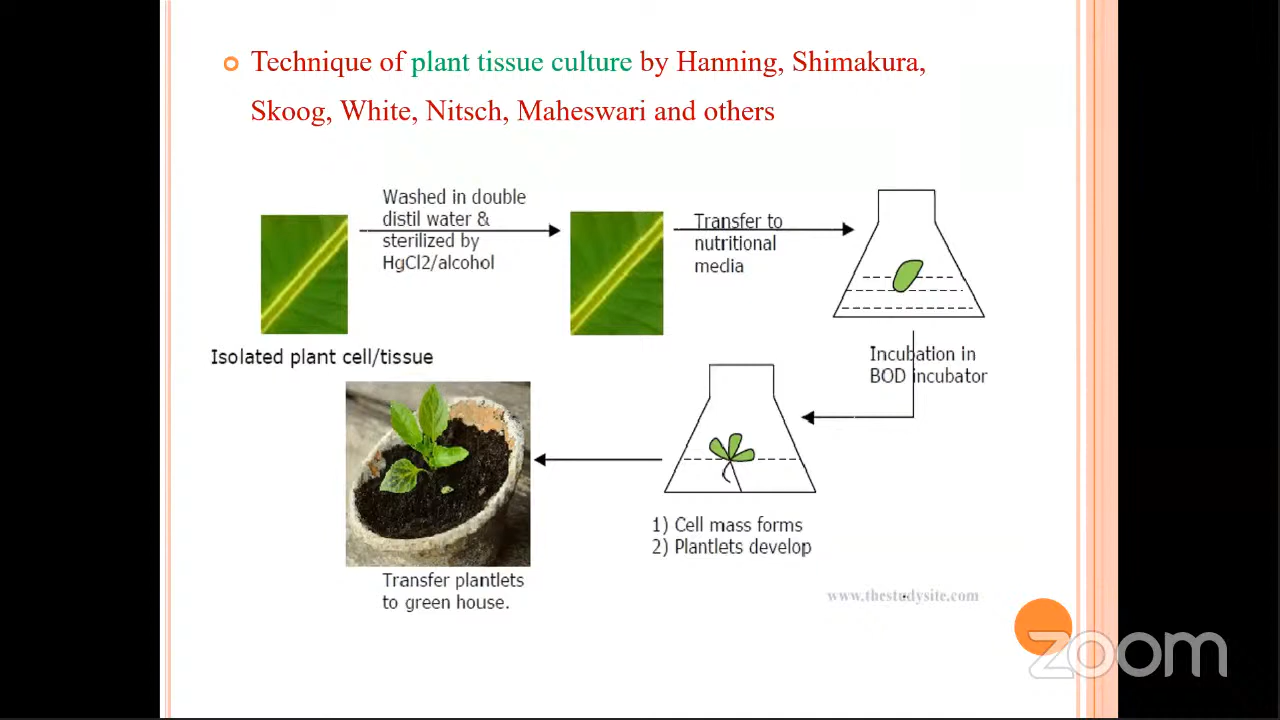 Technique of plant tissue culture by Hanning, Shimakura,
Skoog, White, Nitsch, Maheswari and others
Washed in double
distil water &
sterilized by
HgCl2/alcohol
Transfer to
nutritional
media
Isolated plant cell/tissue
Incubation in
BOD incubator
1) Cell mass forms
2) Plantlets develop
Transfer plantlets
to green house.
www.thestudysite.com
zoom